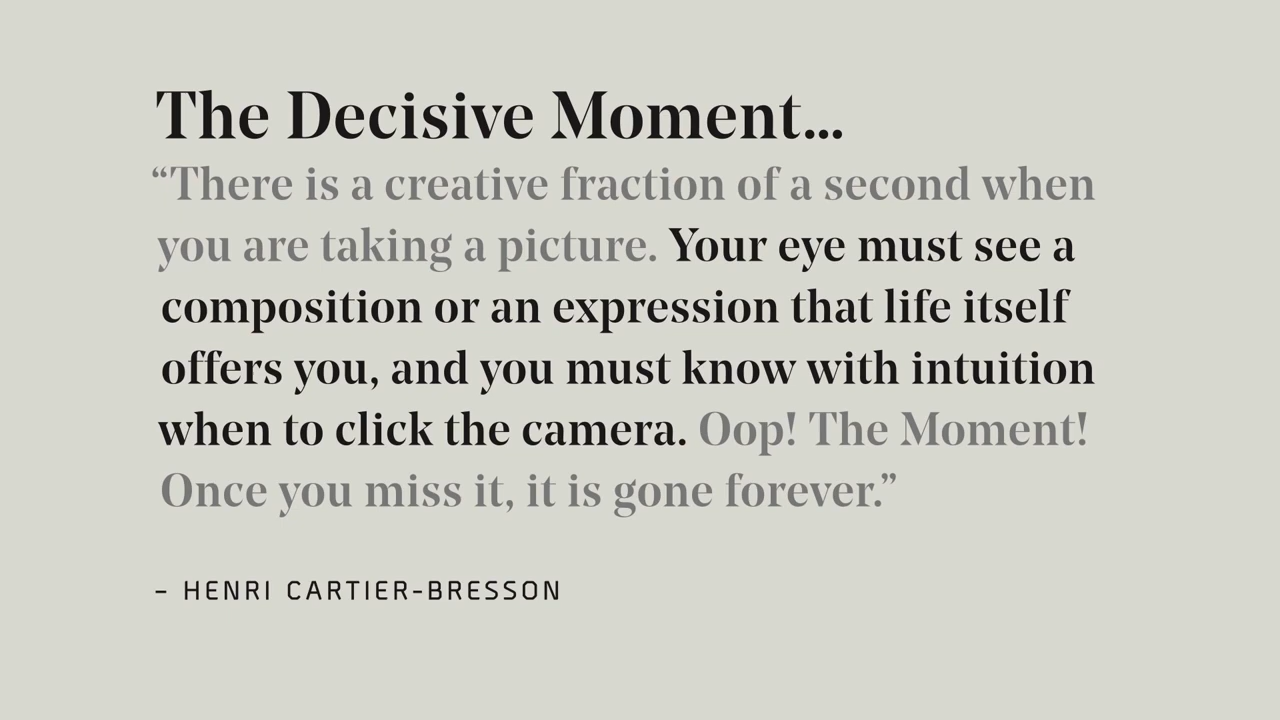 The Decisive Moment...
“There is a creative fraction of a second when
you are taking a picture. Your eye must see a
composition or an expression that life itself
offers you, and you must know with intuition
when to click the camera. Oop! The Moment!
Once you miss it, it is gone forever.”
– HENRI CARTIER-BRESSON